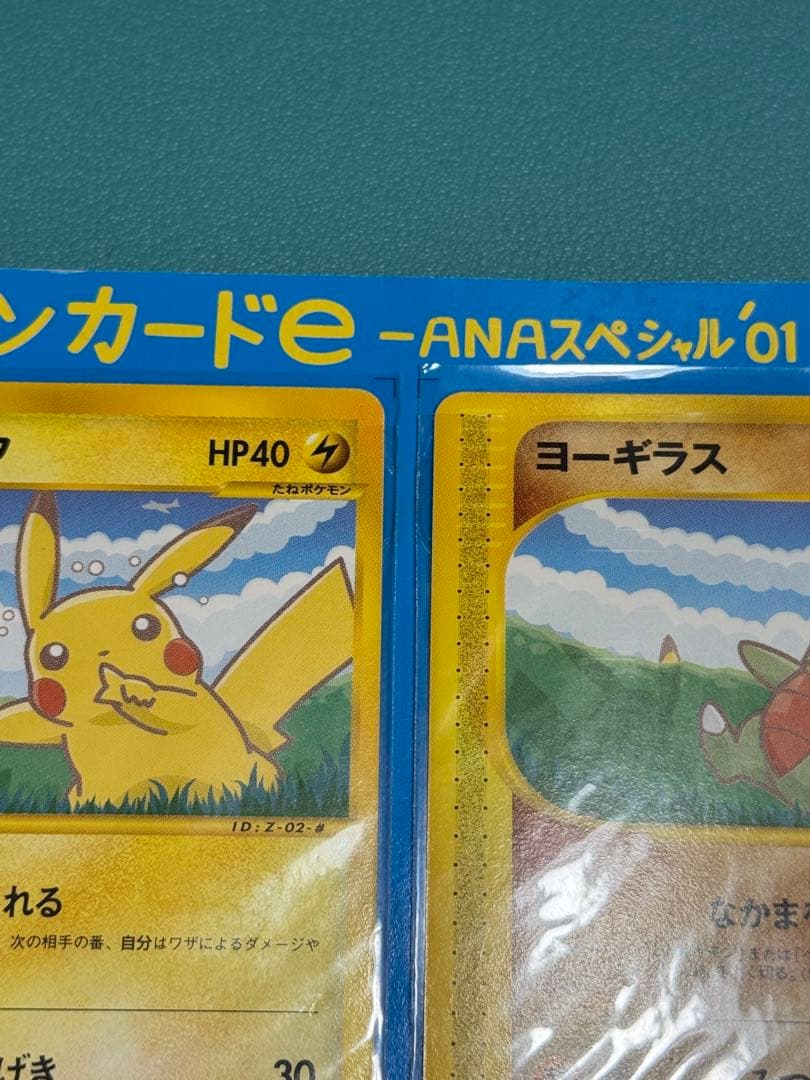 ンカードe -ANAスペシャル'01
HP40
たねポケモン
ヨーギラス
ID:Z-02-#
れる
次の相手の番、自分はワザによるダメージや
なかま
げき 30